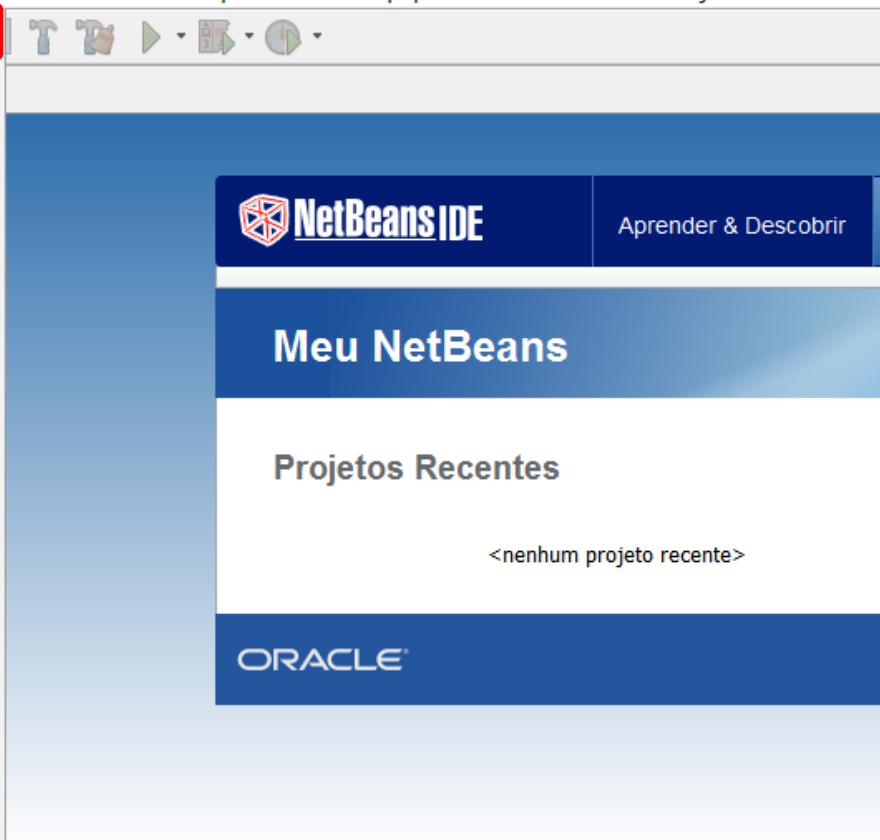 NetBeans IDE
Aprender & Descobrir
Meu NetBeans
Projetos Recentes
<nenhum projeto recente>
ORACLE